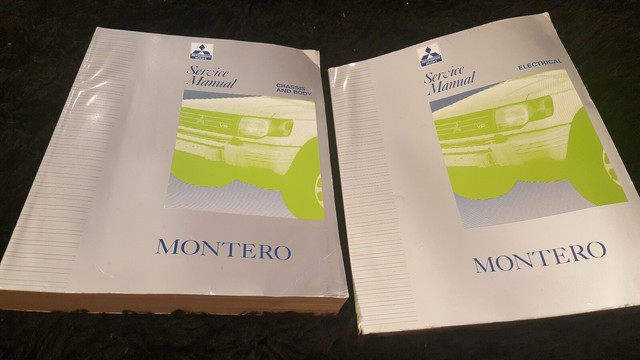 Service
Manual
CHASSIS
AND BODY
MONTERO
Service
Manual
ELECTRICAL
MONTERO